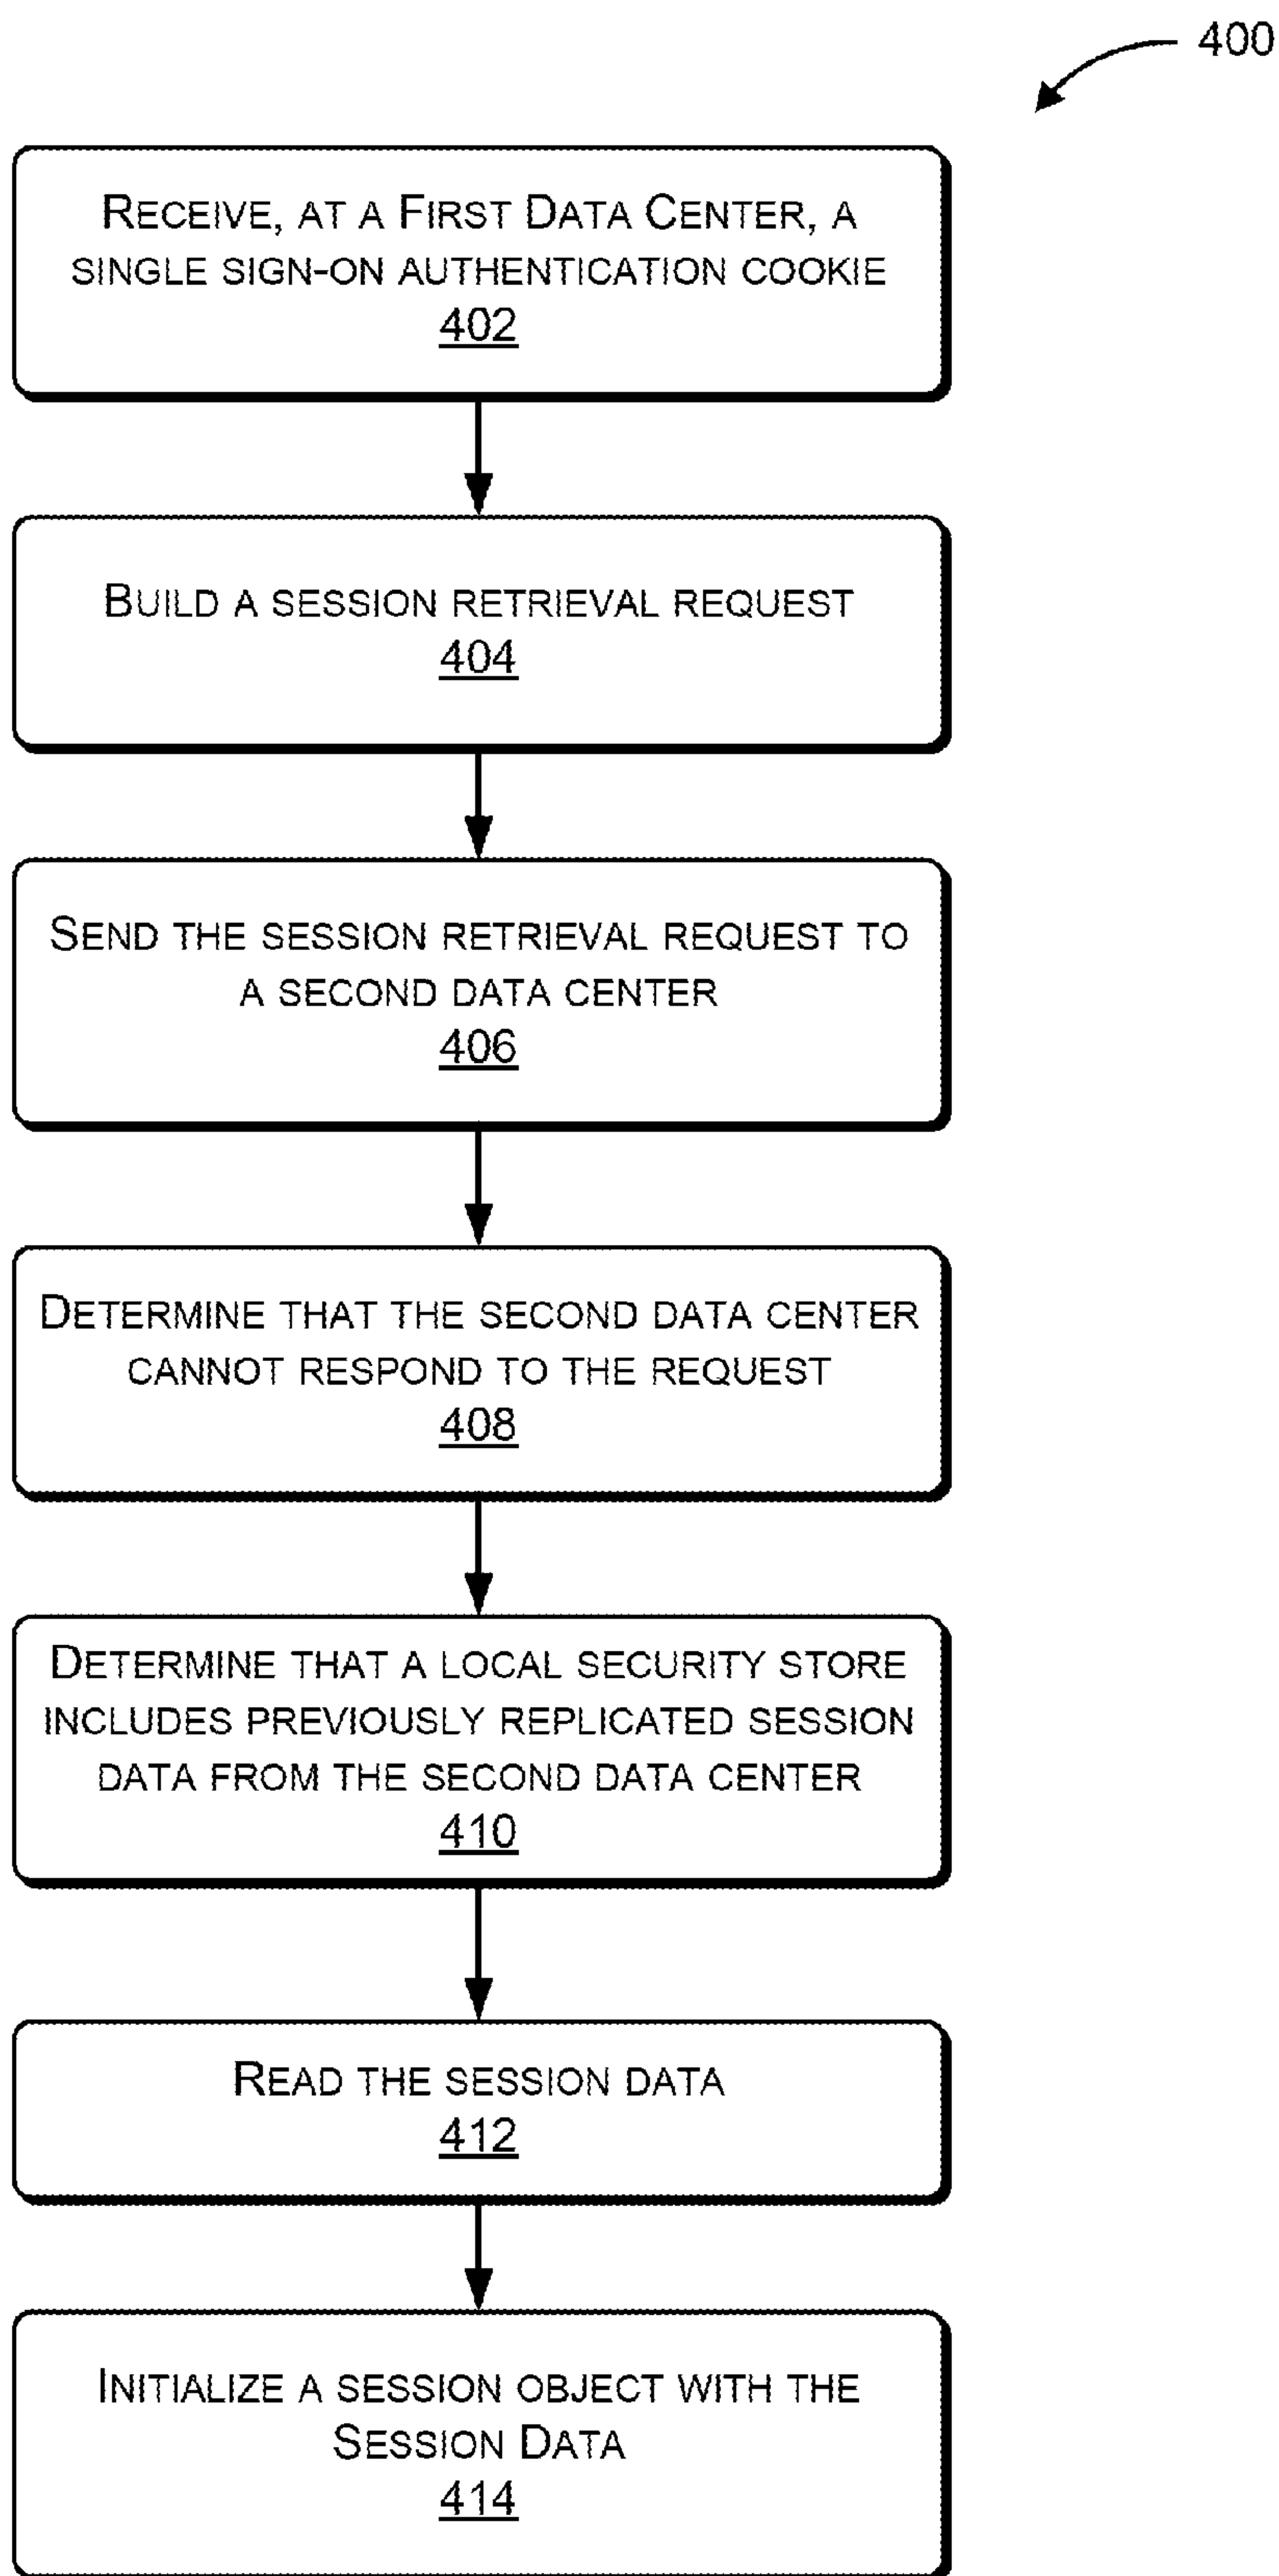 400
RECEIVE, AT A FIRST DATA CENTER, A
SINGLE SIGN-ON AUTHENTICATION COOKIE
402
BUILD A SESSION RETRIEVAL REQUEST
404
SEND THE SESSION RETRIEVAL REQUEST TO
A SECOND DATA CENTER
406
DETERMINE THAT THE SECOND DATA CENTER
CANNOT RESPOND TO THE REQUEST
408
DETERMINE THAT A LOCAL SECURITY STORE
INCLUDES PREVIOUSLY REPLICATED SESSION
DATA FROM THE SECOND DATA CENTER
410
READ THE SESSION DATA
412
INITIALIZE A SESSION OBJECT WITH THE
SESSION DATA
414